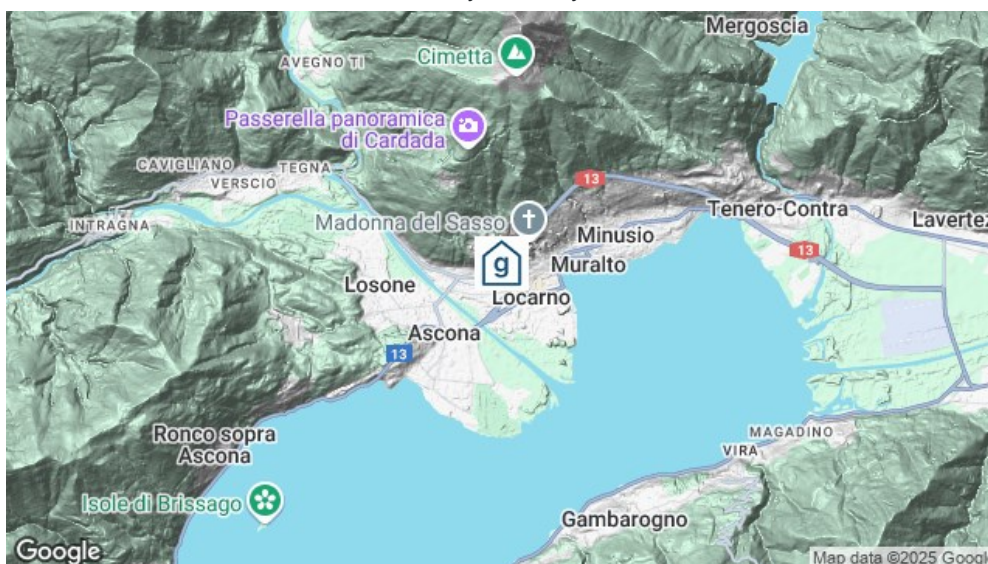 Mergoscia
Cimetta
AVEGNO TI
Passerella panoramica
di Cardada
CAVIGLIANO
TEGNA
VERSCIO
13
INTRAGNA
Madonna del Sasso
Tenero-Contra
Lavertez
Minusio
13
Muralto
g
Losone
Locarno
Ascona
13
Ronco sopra
Ascona
MAGADINO
VIRA
Isole di Brissago
Gambarogno
Google
Map data ©2025 Google